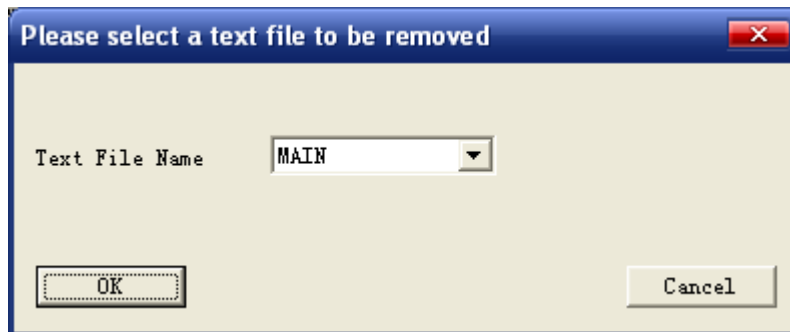 Please select a text file to be removed
Text File Name
MAIN
OK
Cancel